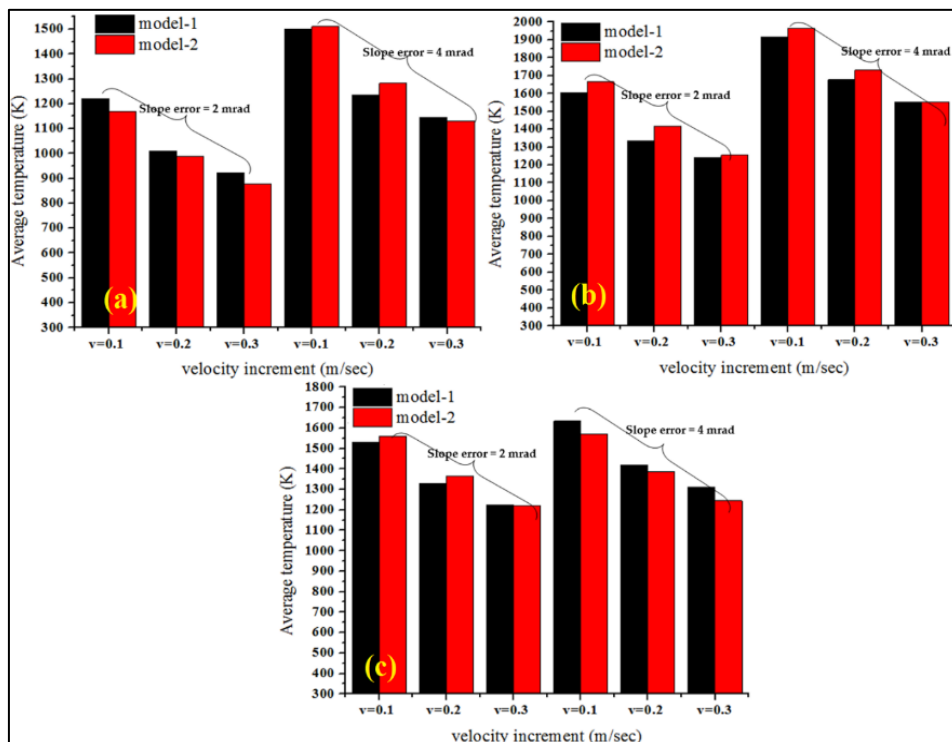 model-1
model-2
1500
1400
1300
1200
1100
1000
900
800
700
600
500
400
300
Average temperature (K)
Slope error = 2 mrad
Slope error = 4 mrad
(a)
v=0.1 v=0.2 v=0.3 v=0.1 v=0.2 v=0.3
velocity increment (m/sec)
model-1
model-2
2000
1900
1800
1700
1600
1500
1400
1300
1200
1100
1000
900
800
700
600
500
400
300
Average temperature (K)
Slope error = 2 mrad
Slope error = 4 mrad
(b)
v=0.1 v=0.2 v=0.3 v=0.1 v=0.2 v=0.3
velocity increment (m/sec)
model-1
model-2
1800
1700
1600
1500
1400
1300
1200
1100
1000
900
800
700
600
500
400
300
Average temperature (K)
Slope error = 2 mrad
Slope error = 4 mrad
(c)
v=0.1 v=0.2 v=0.3 v=0.1 v=0.2 v=0.3
velocity increment (m/sec)